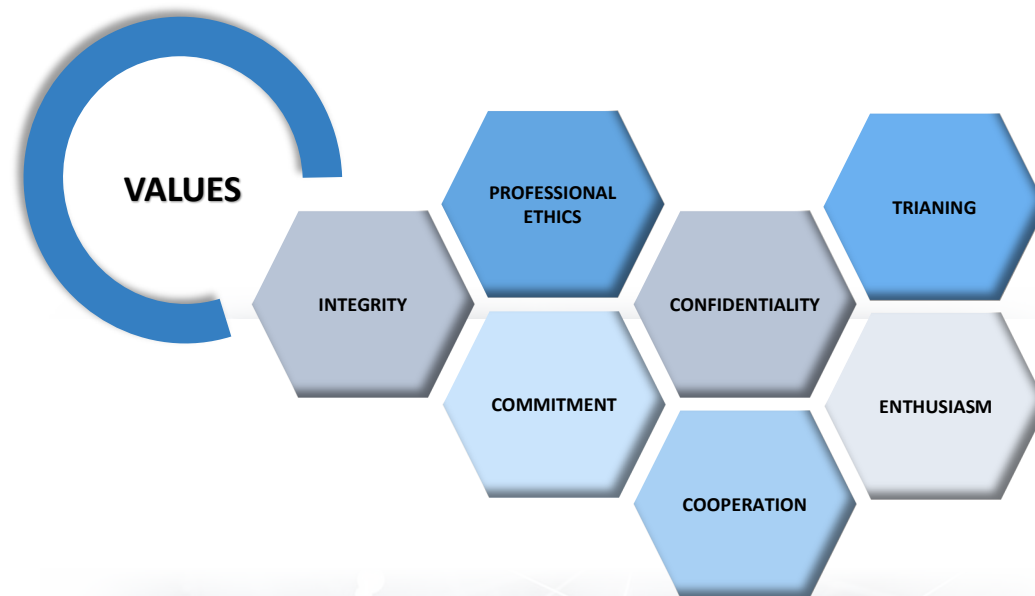 VALUES
PROFESSIONAL
ETHICS
TRIANING
INTEGRITY
CONFIDENTIALITY
COMMITMENT
ENTHUSIASM
COOPERATION